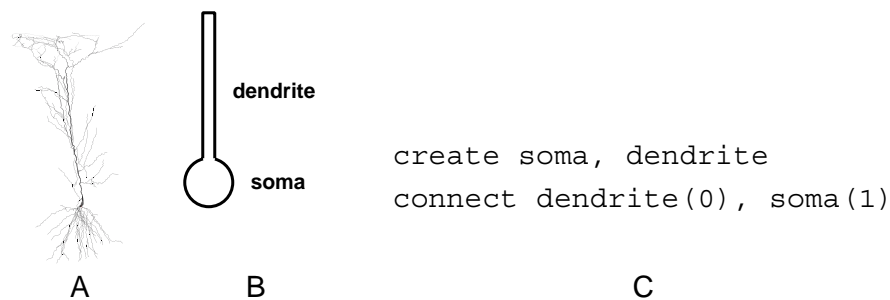 dendrite
soma
create soma, dendrite
connect dendrite(0), soma(1)
A
B
C